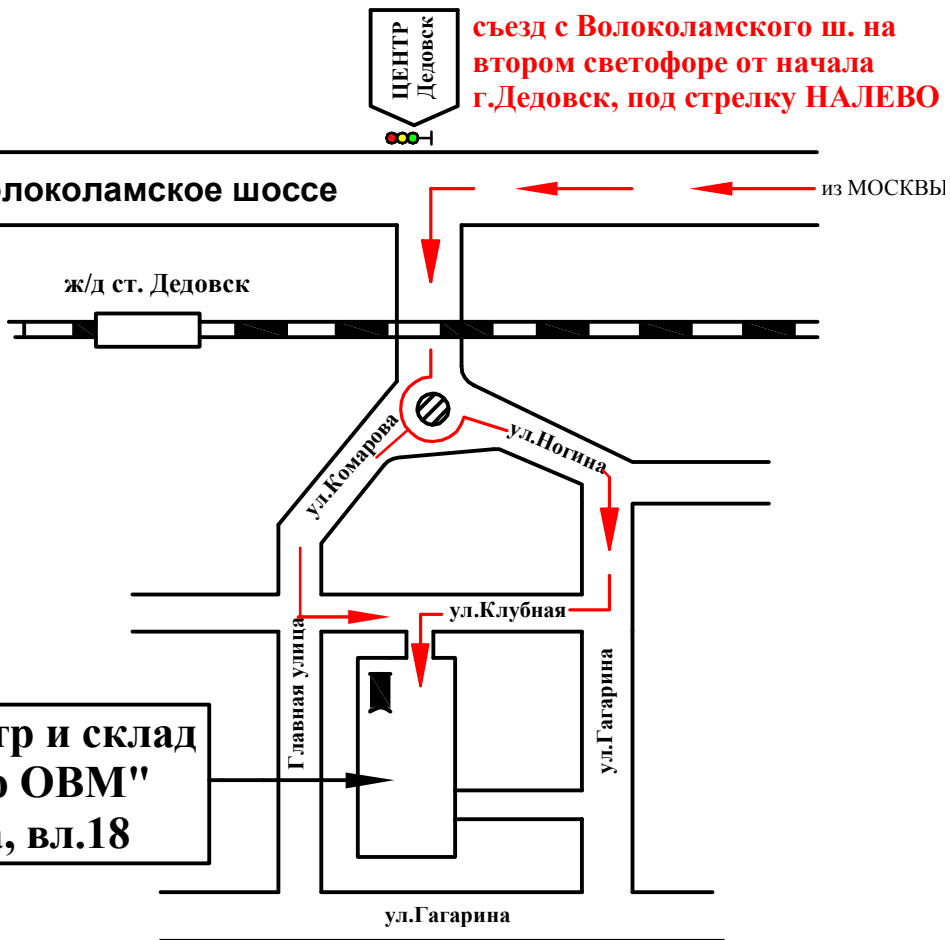 ЦЕНТР
Дедовск
съезд с Волоколамского ш. на
втором светофоре от начала
г.Дедовск, под стрелку НАЛЕВО
олоколамское шоссе
из МОСКВЫ
ж/д ст. Дедовск
ул.Комарова
ул.Ногина
ул.Клубная
Главная улица
ул.Гагарина
тр и склад
ОВМ"
, вл.18
ул.Гагарина